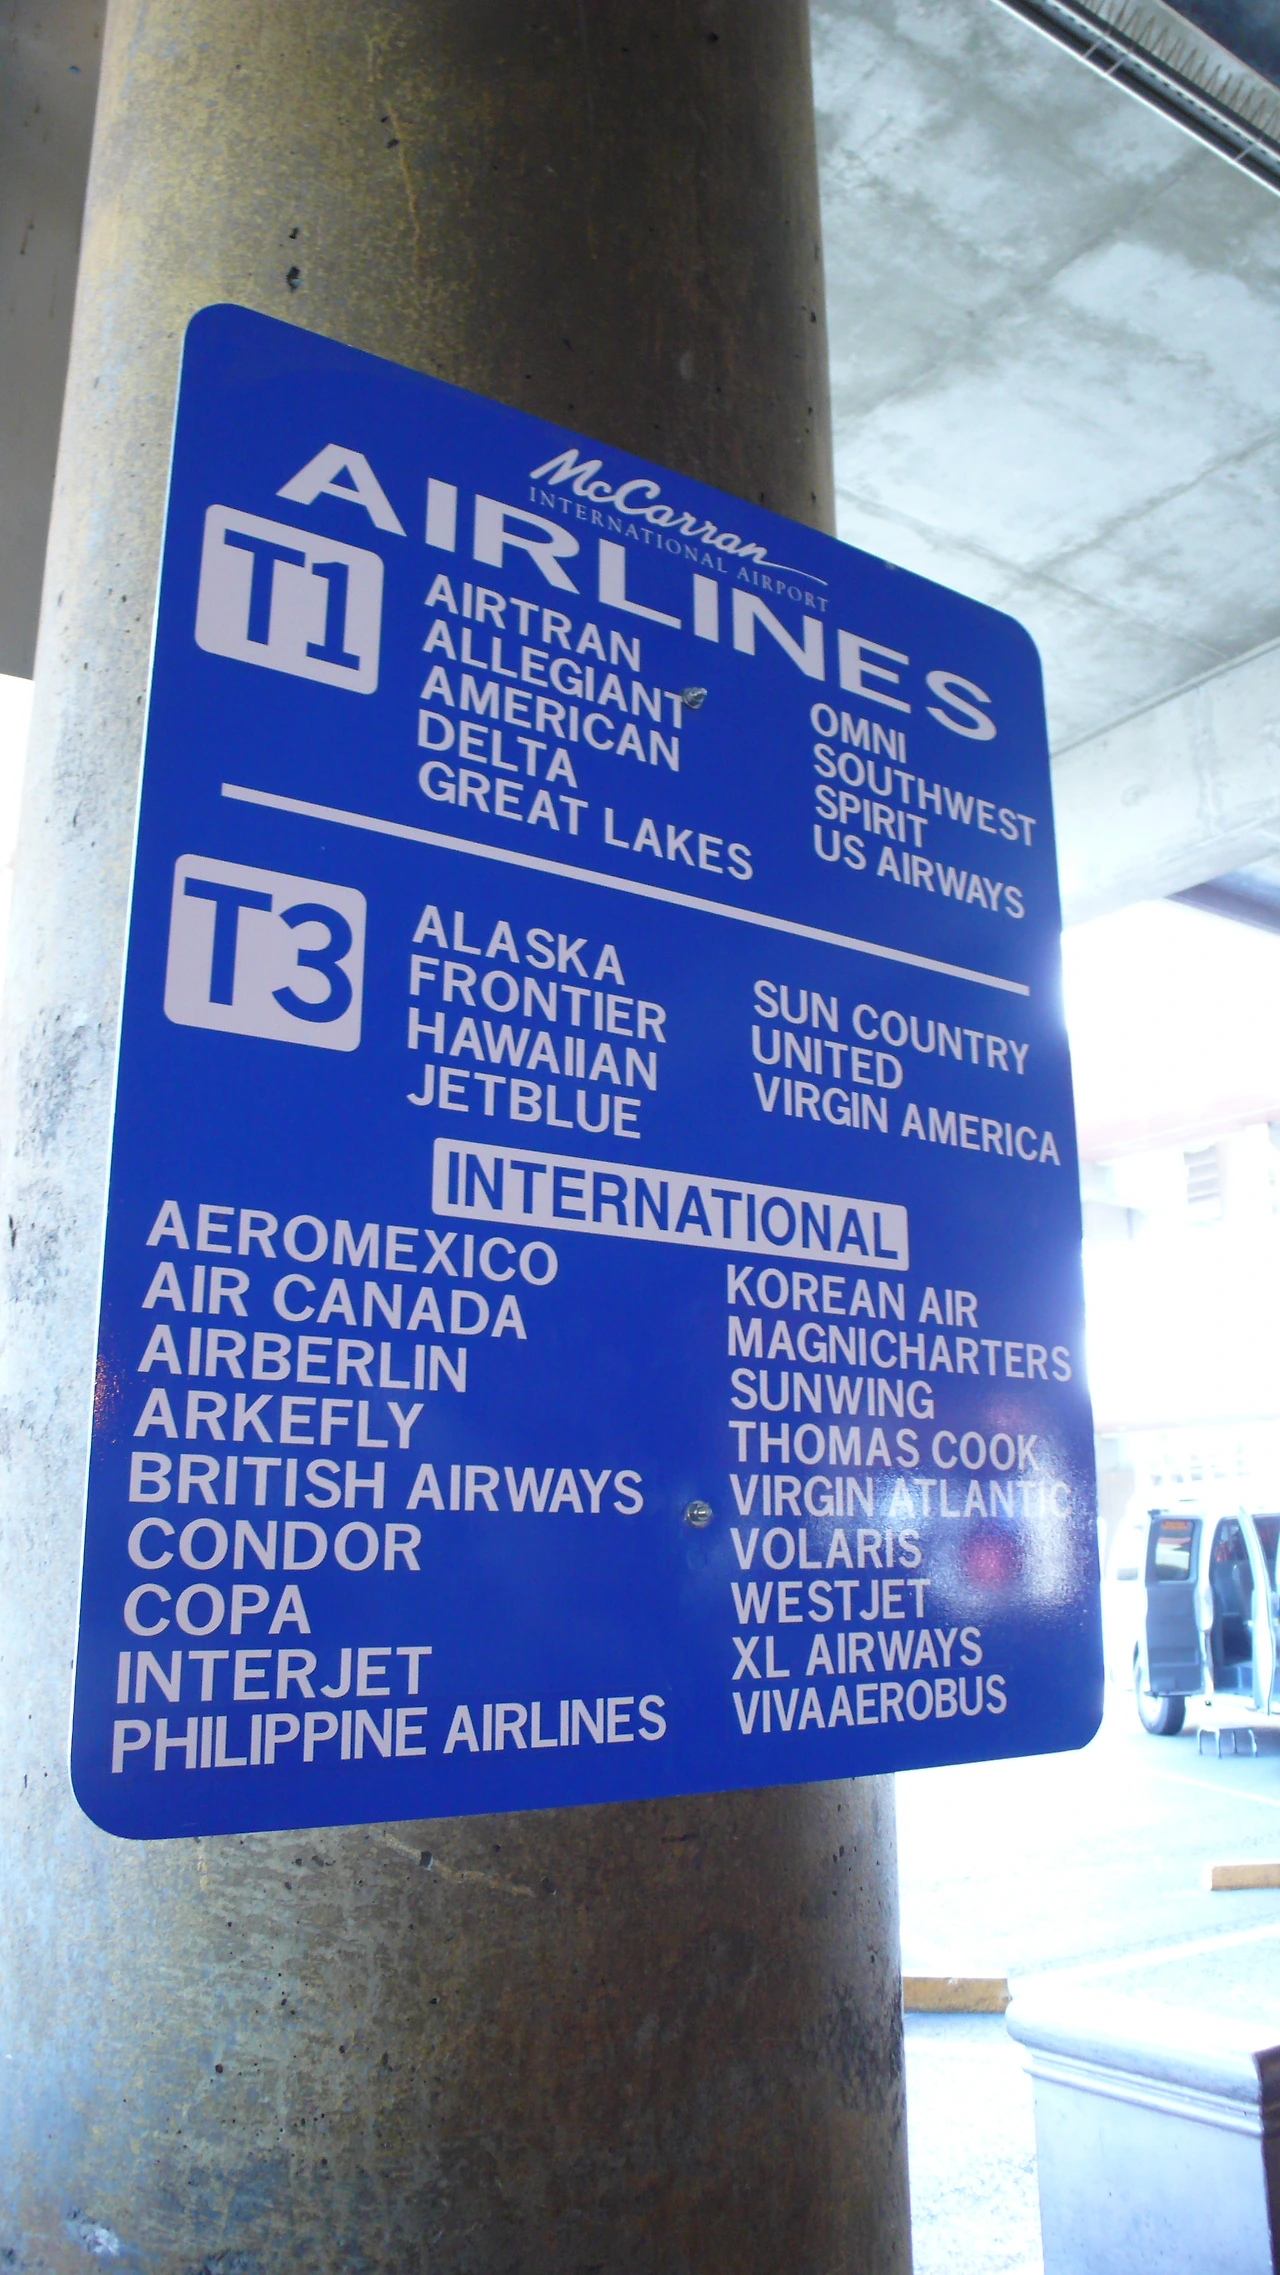 McCarran
INTERNATIONAL AIRPORT
AIRLINES
T1
AIRTRAN
ALLEGIANT
AMERICAN
DELTA
GREAT LAKES
OMNI
SOUTHWEST
SPIRIT
US AIRWAYS
T3
ALASKA
FRONTIER
HAWAIIAN
JETBLUE
SUN COUNTRY
UNITED
VIRGIN AMERICA
INTERNATIONAL
AEROMEXICO
AIR CANADA
AIRBERLIN
ARKEFLY
BRITISH AIRWAYS
CONDOR
COPA
INTERJET
PHILIPPINE AIRLINES
KOREAN AIR
MAGNICHARTERS
SUNWING
THOMAS COOK
VIRGIN ATLANTIC
VOLARIS
WESTJET
XL AIRWAYS
VIVAAEROBUS